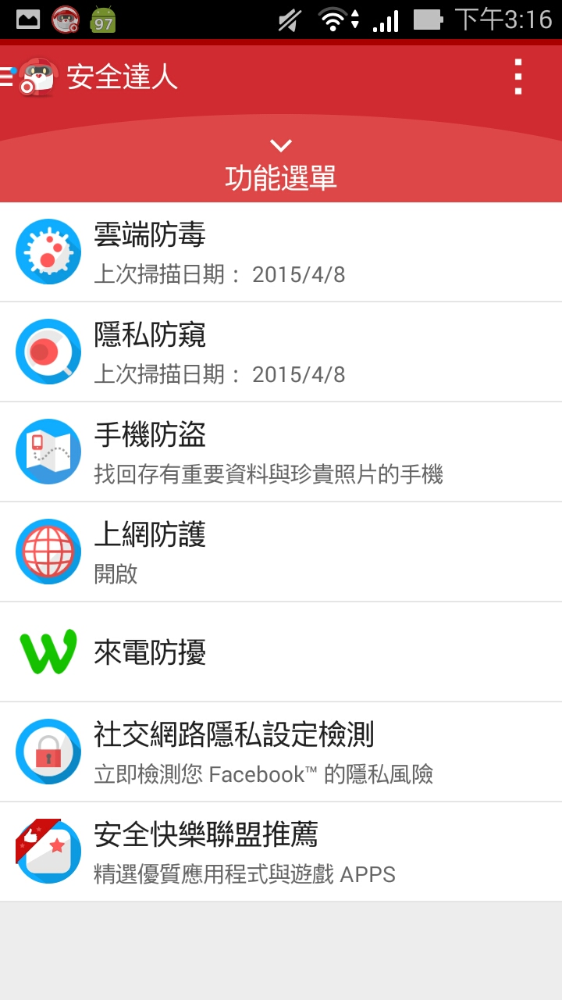 97
下午3:16
安全達人
功能選單
雲端防毒
上次掃描日期： 2015/4/8
隱私防窺
上次掃描日期： 2015/4/8
手機防盜
找回存有重要資料與珍貴照片的手機
上網防護
開啟
來電防擾
社交網路隱私設定檢測
立即檢測您 Facebook™ 的隱私風險
安全快樂聯盟推薦
精選優質應用程式與遊戲 APPS